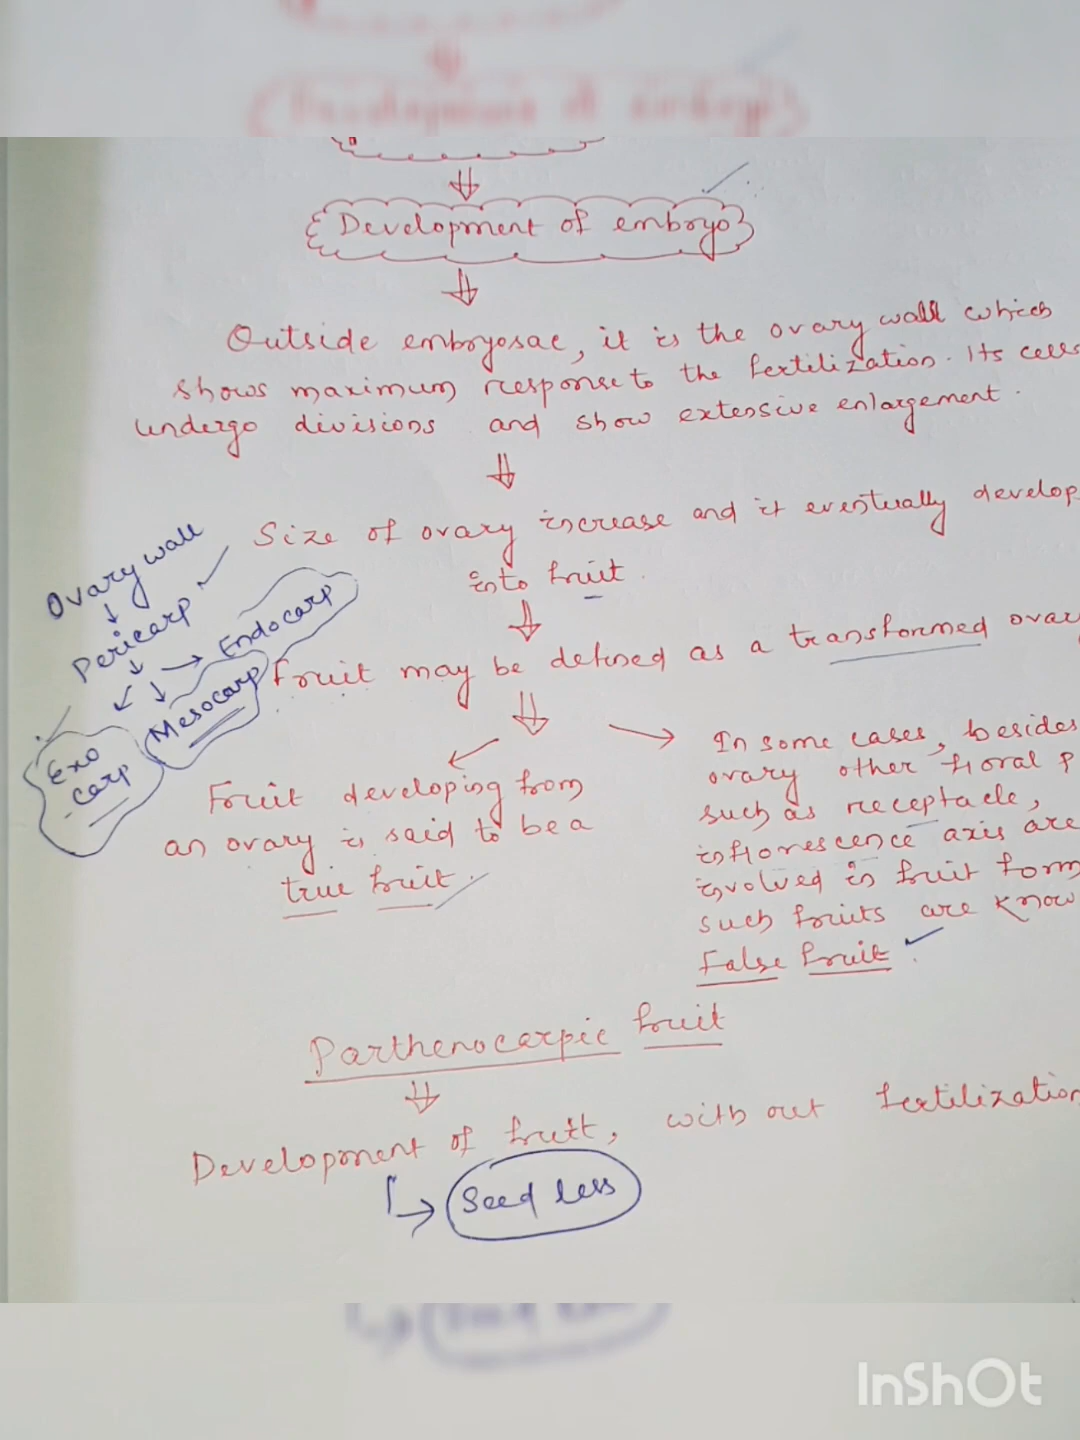 Development of embryo
Outside embryosac, it is the ovary wall which
shows maximum response to the fertilization. Its cells
undergo divisions and show extensive enlargement.
Size of ovary increase and it eventually develop
into fruit.
Ovary wall
Pericarp
Endocarp
Mesocarp
Exo
carp
Fruit may be defined as a transformed ovary
Fruit developing from
an ovary is said to be a
true fruit.
In some cases, besides
ovary other floral p
such as receptacle,
inflorescence axis are
involved in fruit form
such fruits are know
False fruit.
Parthenocarpic fruit
Development of fruit, with out fertilization
Seed less
InShOt